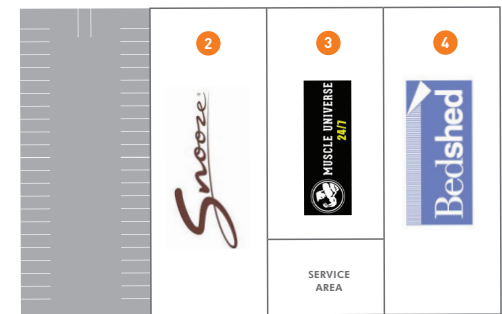 2
3
4
Snooze
MUSCLE UNIVERSE
24/7
Bedshed
SERVICE
AREA